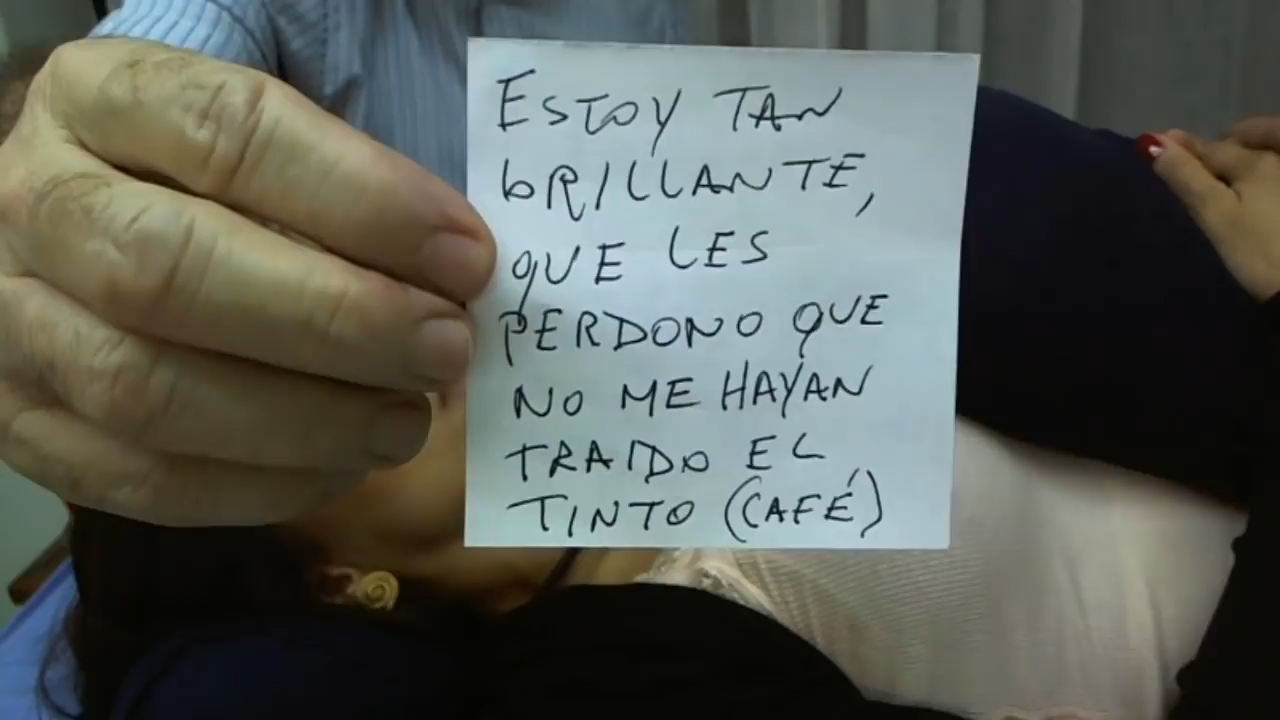 ESTOY TAN
bRILLANTE,
qUE LES
PERDONO QUE
NO ME HAYAN
TRAIDO EL
TINTO (CAFÉ)